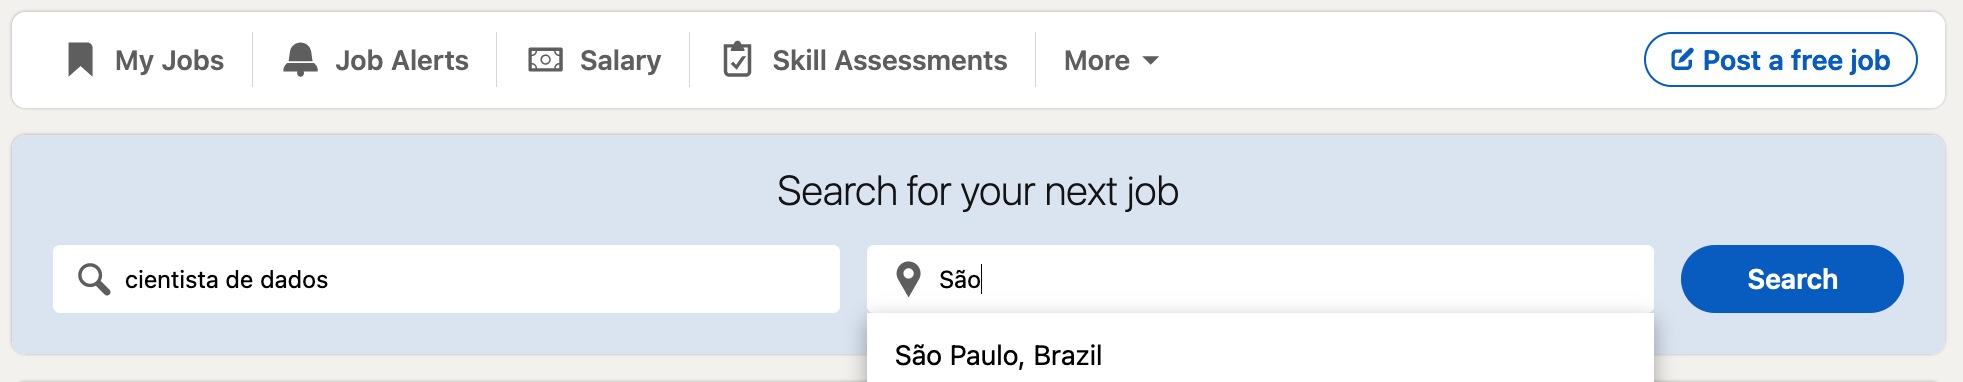 My Jobs Job Alerts Salary Skill Assessments More Post a free job
Search for your next job
cientista de dados São Search
São Paulo, Brazil